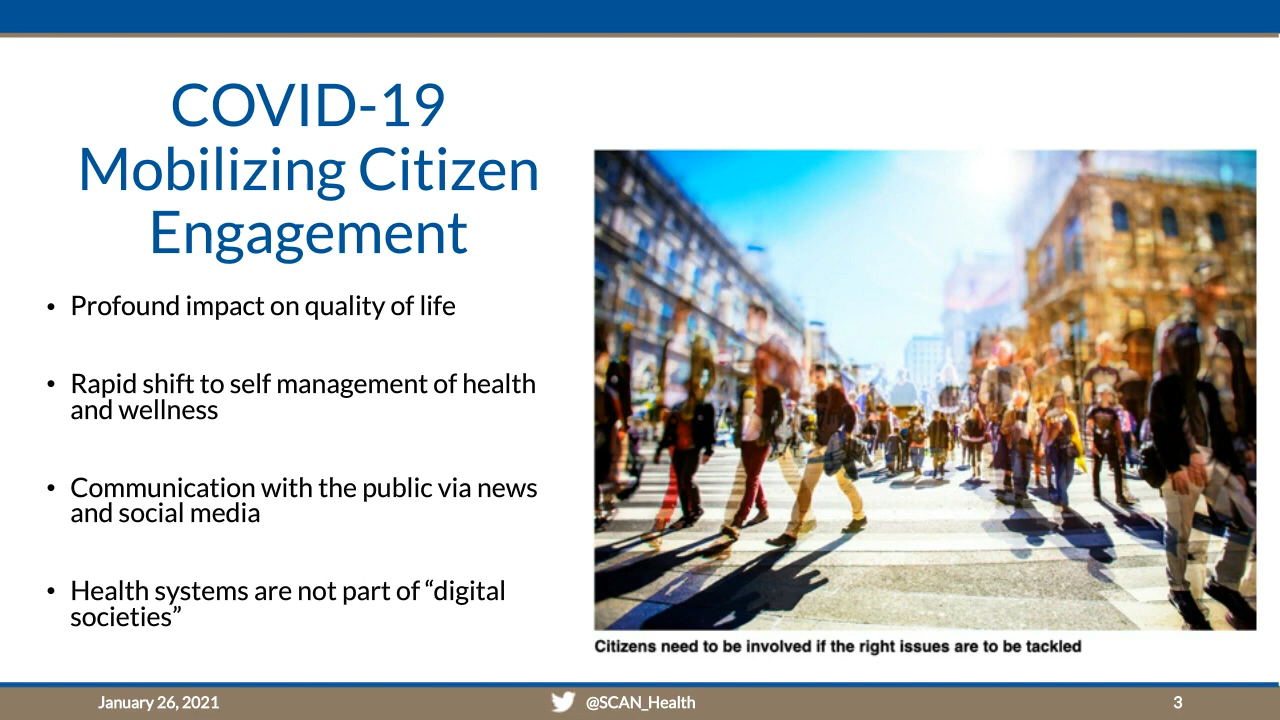 COVID-19
Mobilizing Citizen
Engagement
• Profound impact on quality of life
• Rapid shift to self management of health
and wellness
• Communication with the public via news
and social media
• Health systems are not part of “digital
societies”
Citizens need to be involved if the right issues are to be tackled
January 26, 2021
@SCAN_Health
3